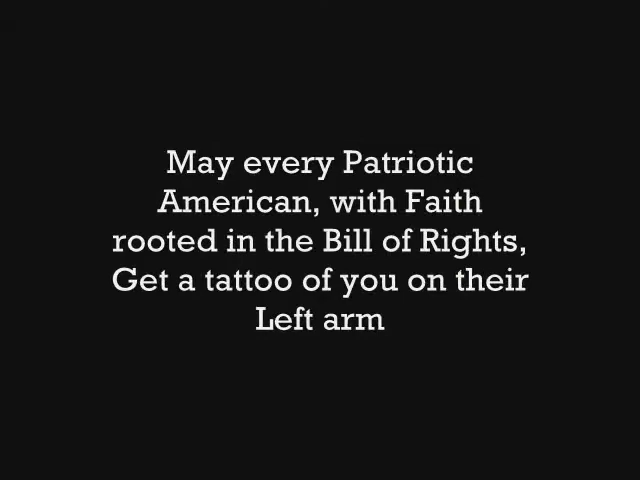 May every Patriotic
American, with Faith
rooted in the Bill of Rights,
Get a tattoo of you on their
Left arm